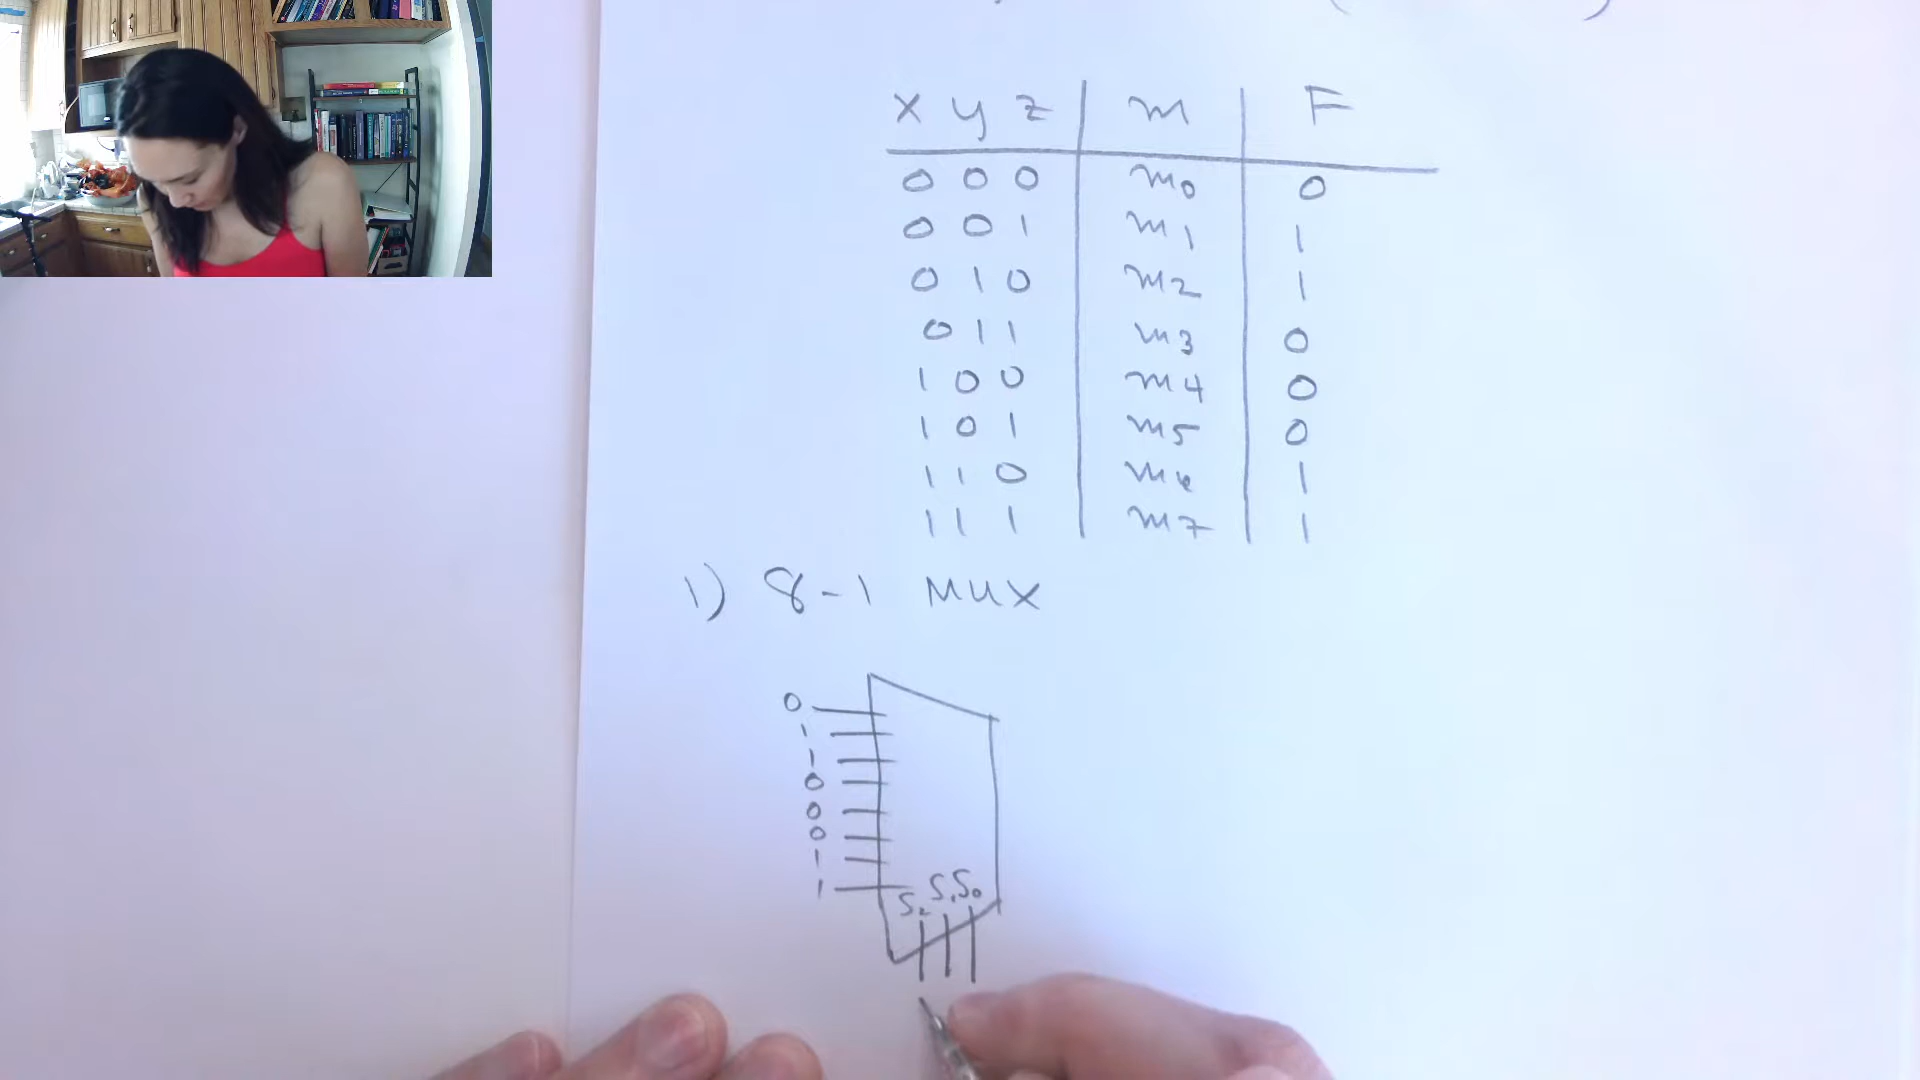 x y z m F
0 0 0 m0 0
0 0 1 m1 1
0 1 0 m2 1
0 1 1 m3 0
1 0 0 m4 0
1 0 1 m5 0
1 1 0 m6 1
1 1 1 m7 1
1) 8-1 MUX
0
1
1
0
0
0
1
1
S2 S1 S0